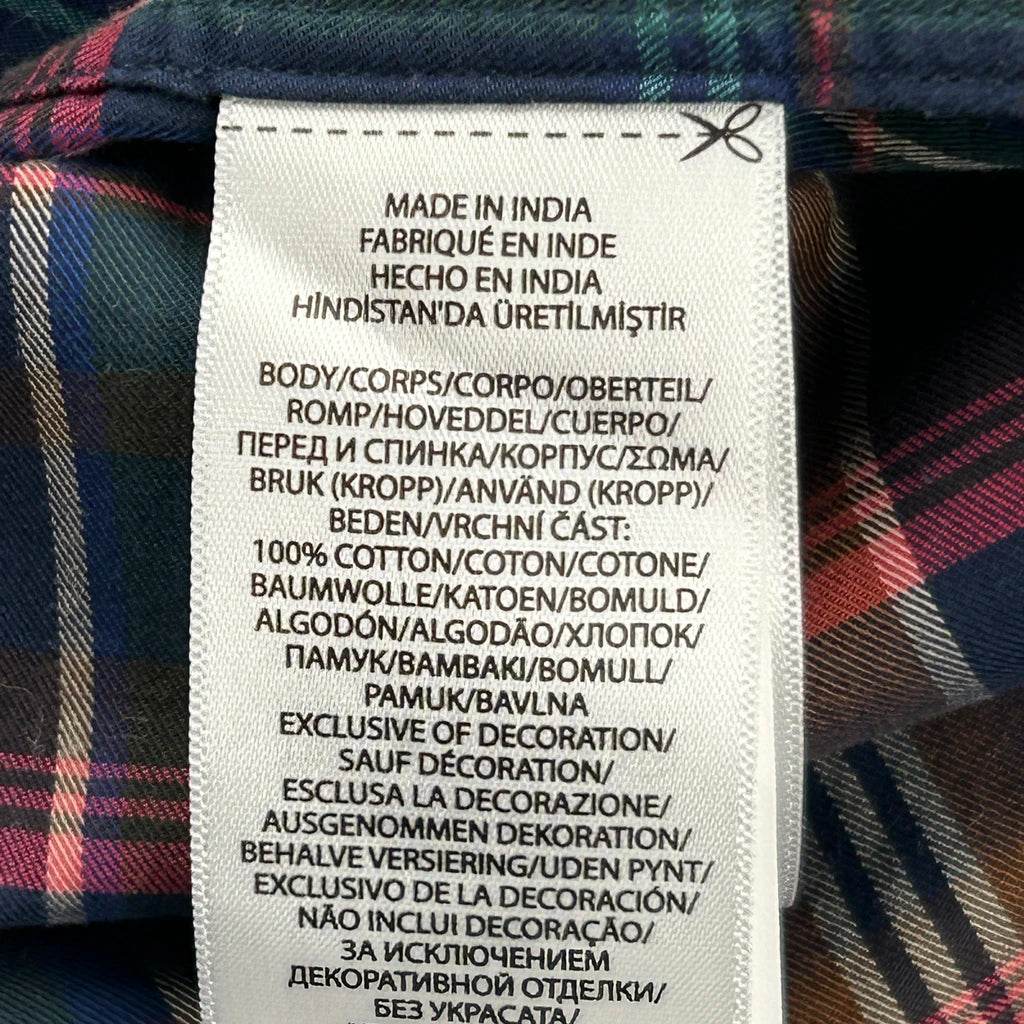 MADE IN INDIA
FABRIQUÉ EN INDE
HECHO EN INDIA
HİNDİSTAN'DA ÜRETİLMİŞTİR
BODY/CORPS/CORPO/OBERTEIL/
ROMP/HOVEDDEL/CUERPO/
ПЕРЕД И СПИНКА/КОРПУС/ΣΩΜΑ/
BRUK (KROPP)/ANVÄND (KROPP)/
BEDEN/VRCHNÍ ČÁST:
100% COTTON/COTON/COTONE/
BAUMWOLLE/KATOEN/BOMULD/
ALGODÓN/ALGODÃO/ХЛОПОК/
ПАМУК/ΒΑΜΒΑΚΙ/BOMULL/
PAMUK/BAVLNA
EXCLUSIVE OF DECORATION/
SAUF DÉCORATION/
ESCLUSA LA DECORAZIONE/
AUSGENOMMEN DEKORATION/
BEHALVE VERSIERING/UDEN PYNT/
EXCLUSIVO DE LA DECORACIÓN/
NÃO INCLUI DECORAÇÃO/
ЗА ИСКЛЮЧЕНИЕМ
ДЕКОРАТИВНОЙ ОТДЕЛКИ/
БЕЗ УКРАСАТА/